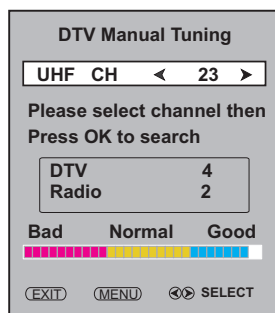 DTV Manual Tuning
UHF CH 23
Please select channel then
Press OK to search
DTV 4
Radio 2
Bad Normal Good
EXIT MENU SELECT